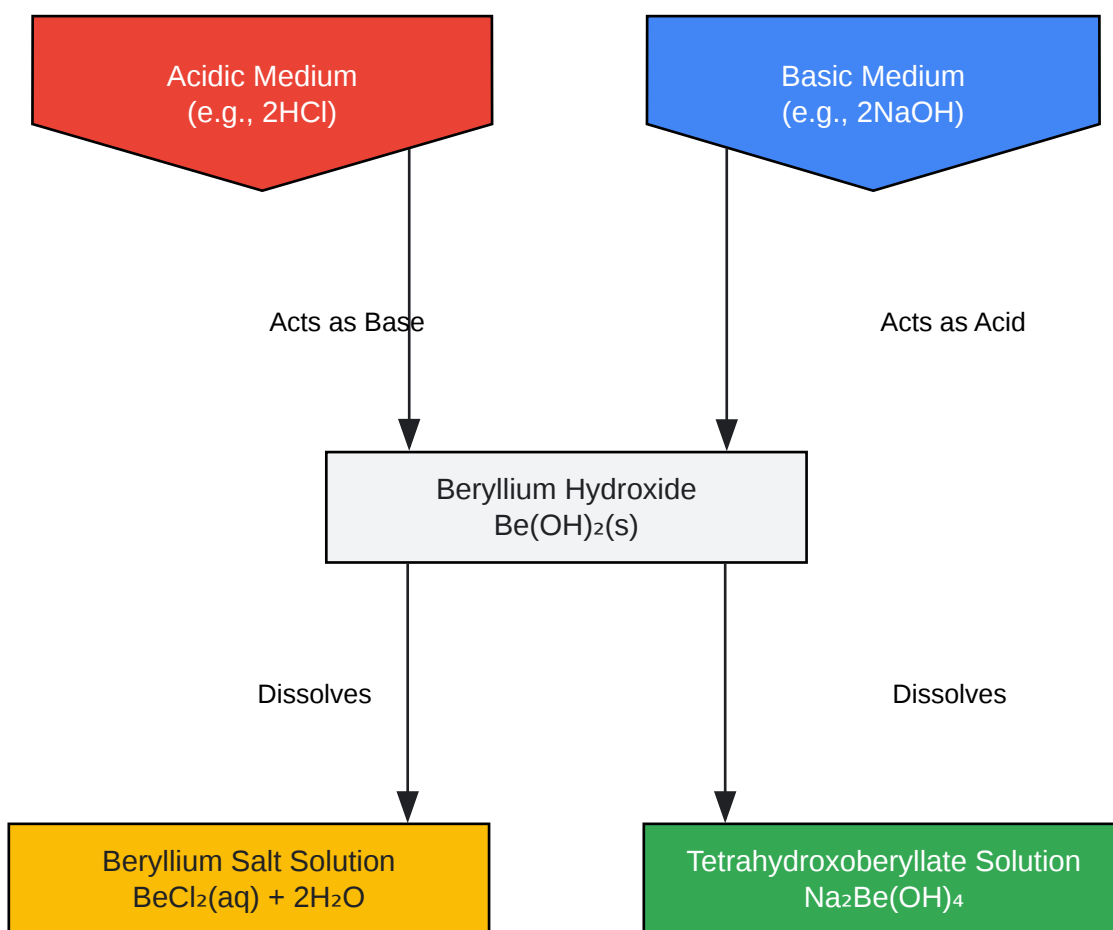 Acidic Medium
(e.g., 2HCl)
Basic Medium
(e.g., 2NaOH)
Acts as Base
Acts as Acid
Beryllium Hydroxide
Be(OH)₂(s)
Dissolves
Dissolves
Beryllium Salt Solution
BeCl₂(aq) + 2H₂O
Tetrahydroxoberyllate Solution
Na₂Be(OH)₄